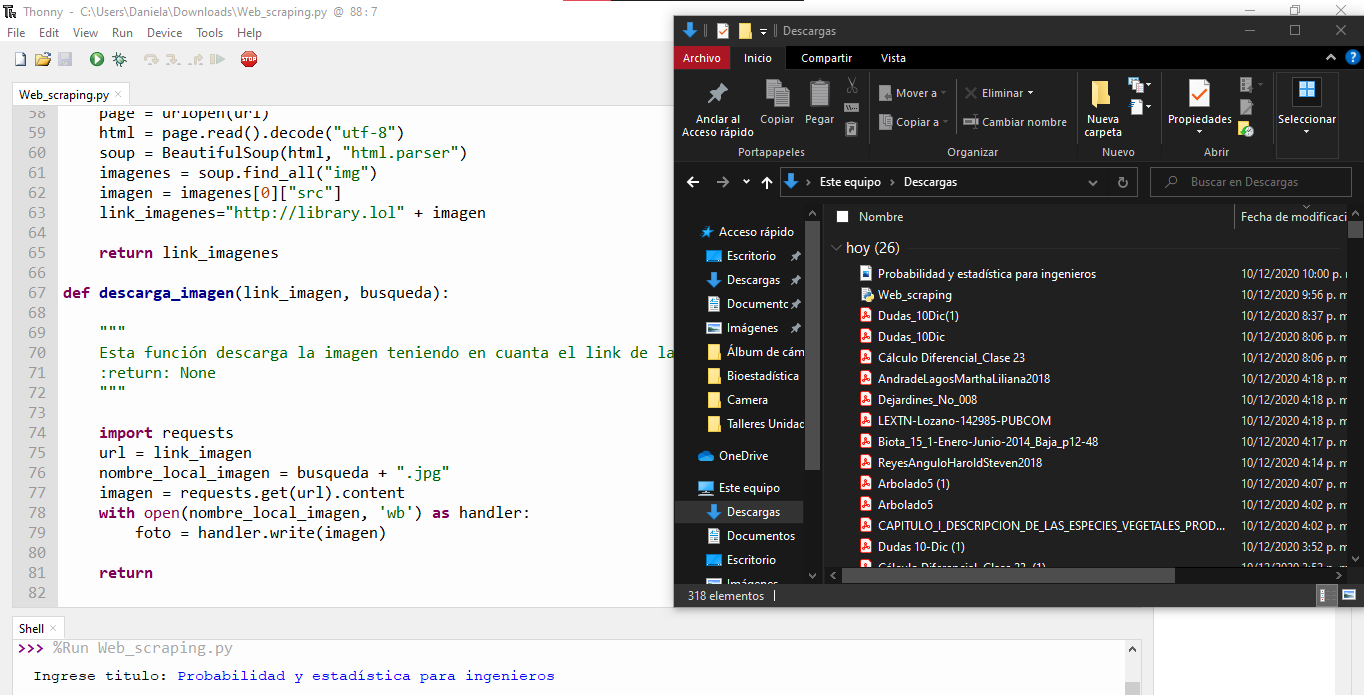 Thonny - C:\Users\Daniela\Downloads\Web_scraping.py @ 88:7
File Edit View Run Device Tools Help
STOP
Web_scraping.py
58 page = urlopen(url)
59 html = page.read().decode("utf-8")
60 soup = BeautifulSoup(html, "html.parser")
61 imagenes = soup.find_all("img")
62 imagen = imagenes[0]["src"]
63 link_imagenes="http://library.lol" + imagen
64
65 return link_imagenes
66
67 def descarga_imagen(link_imagen, busqueda):
68
69 """
70 Esta función descarga la imagen teniendo en cuanta el link de la
71 :return: None
72 """
73
74 import requests
75 url = link_imagen
76 nombre_local_imagen = busqueda + ".jpg"
77 imagen = requests.get(url).content
78 with open(nombre_local_imagen, 'wb') as handler:
79 foto = handler.write(imagen)
80
81 return
82
Shell
>>> %Run Web_scraping.py
Ingrese titulo: Probabilidad y estadística para ingenieros
Descargas
Archivo Inicio Compartir Vista
Anclar al Acceso rápido
Copiar
Pegar
Portapapeles
Mover a
Copiar a
Eliminar
Cambiar nombre
Organizar
Nueva carpeta
Nuevo
Propiedades
Abrir
Seleccionar
Este equipo > Descargas
Buscar en Descargas
Acceso rápido
Escritorio
Descargas
Documentc
Imágenes
Álbum de cám
Bioestadística
Camera
Talleres Unidac
OneDrive
Este equipo
Descargas
Documentos
Escritorio
Imágenes
Nombre Fecha de modificaci
hoy (26)
Probabilidad y estadística para ingenieros 10/12/2020 10:00 p. r
Web_scraping 10/12/2020 9:56 p. m
Dudas_10Dic(1) 10/12/2020 8:37 p. m
Dudas_10Dic 10/12/2020 8:06 p. m
Cálculo Diferencial_Clase 23 10/12/2020 8:06 p. m
AndradeLagosMarthaLiliana2018 10/12/2020 4:18 p. m
Dejardines_No_008 10/12/2020 4:18 p. m
LEXTN-Lozano-142985-PUBCOM 10/12/2020 4:18 p. m
Biota_15_1-Enero-Junio-2014_Baja_p12-48 10/12/2020 4:17 p. m
ReyesAnguloHaroldSteven2018 10/12/2020 4:14 p. m
Arbolado5 (1) 10/12/2020 4:07 p. m
Arbolado5 10/12/2020 4:02 p. m
CAPITULO_I_DESCRIPCION_DE_LAS_ESPECIES_VEGETALES_PROD... 10/12/2020 4:02 p. m
Dudas 10-Dic (1) 10/12/2020 3:52 p. m
Cálculo Diferencial_Clase 23 (1) 10/12/2020 3:52 p. m
318 elementos